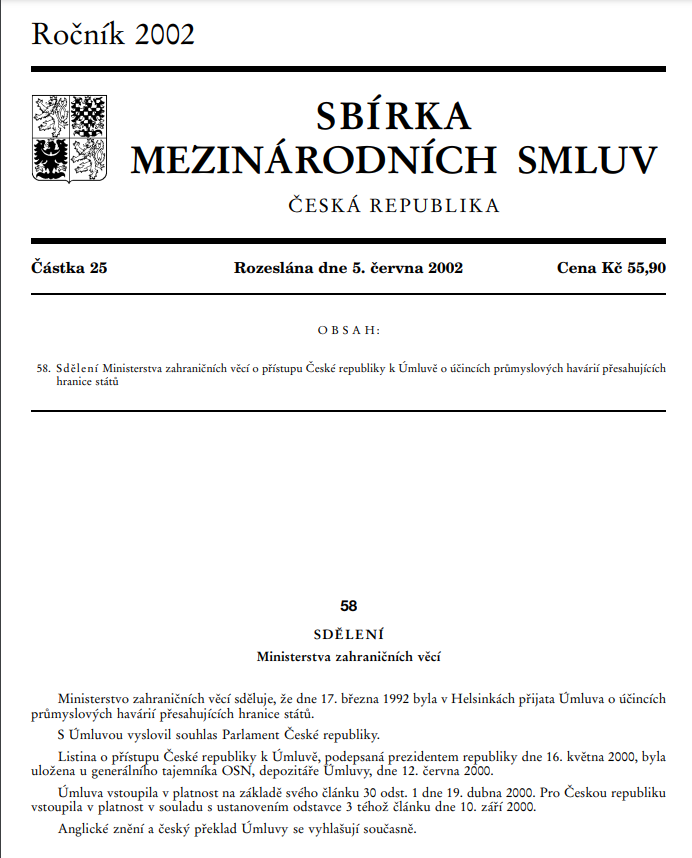 Ročník 2002
SBÍRKA
MEZINÁRODNÍCH SMLUV
ČESKÁ REPUBLIKA
Částka 25 Rozeslána dne 5. června 2002 Cena Kč 55,90
OBSAH:
58. Sdělení Ministerstva zahraničních věcí o přístupu České republiky k Úmluvě o účincích průmyslových havárií přesahujících
hranice států
58
SDĚLENÍ
Ministerstva zahraničních věcí
Ministerstvo zahraničních věcí sděluje, že dne 17. března 1992 byla v Helsinkách přijata Úmluva o účincích
průmyslových havárií přesahujících hranice států.
S Úmluvou vyslovil souhlas Parlament České republiky.
Listina o přístupu České republiky k Úmluvě, podepsaná prezidentem republiky dne 16. května 2000, byla
uložena u generálního tajemníka OSN, depozitáře Úmluvy, dne 12. června 2000.
Úmluva vstoupila v platnost na základě svého článku 30 odst. 1 dne 19. dubna 2000. Pro Českou republiku
vstoupila v platnost v souladu s ustanovením odstavce 3 téhož článku dne 10. září 2000.
Anglické znění a český překlad Úmluvy se vyhlašují současně.